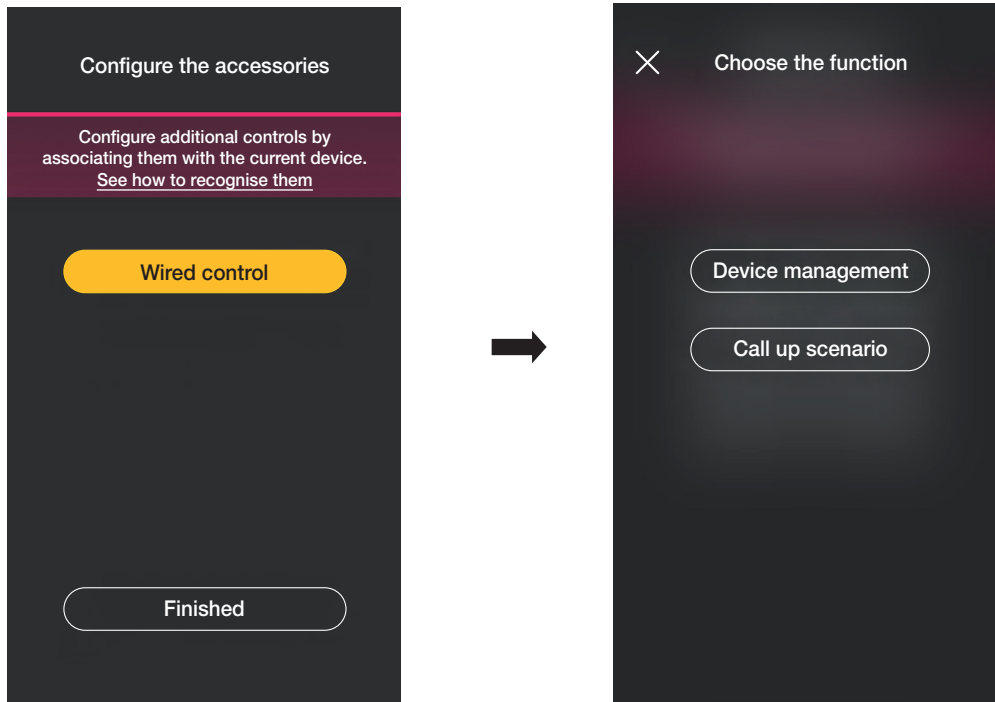 Configure the accessories
Configure additional controls by
associating them with the current device.
See how to recognise them
Wired control
Finished
Choose the function
Device management
Call up scenario